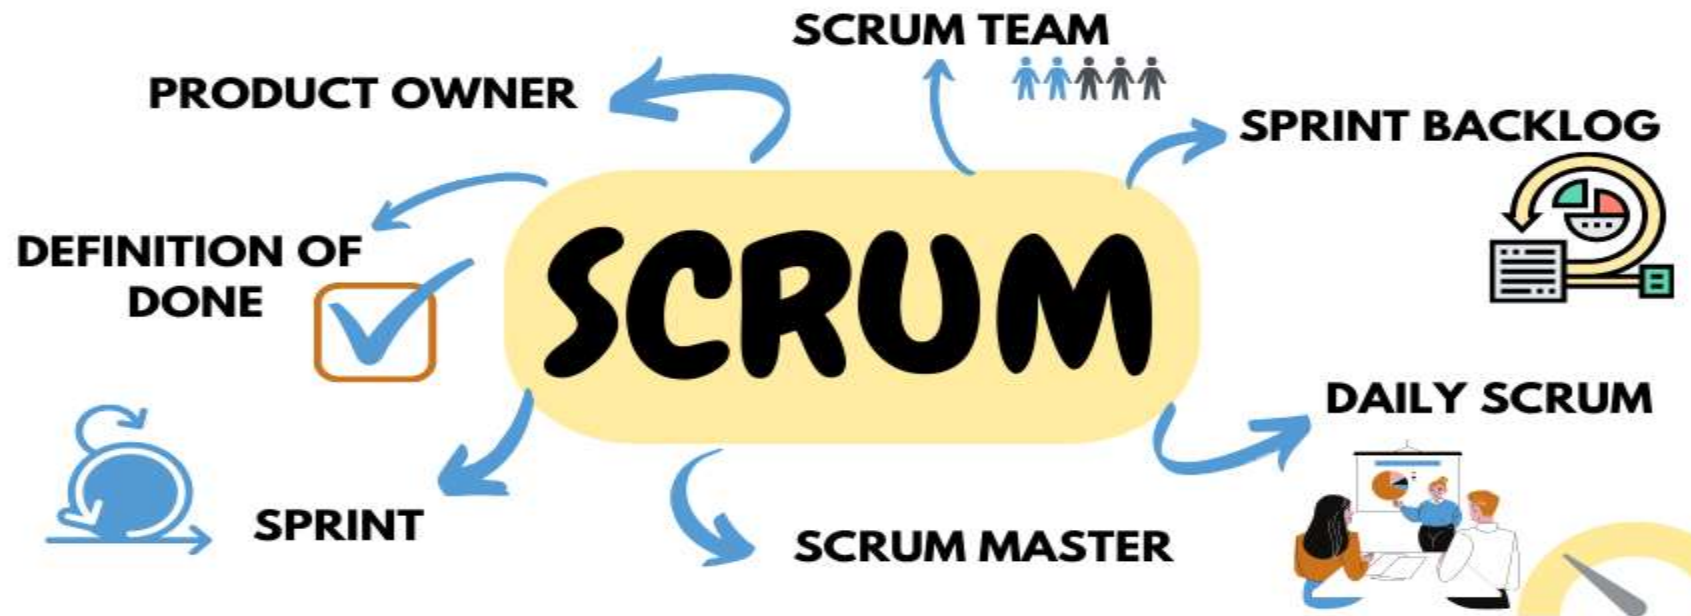 SCRUM TEAM
PRODUCT OWNER
SPRINT BACKLOG
DEFINITION OF
DONE
SCRUM
DAILY SCRUM
SPRINT
SCRUM MASTER